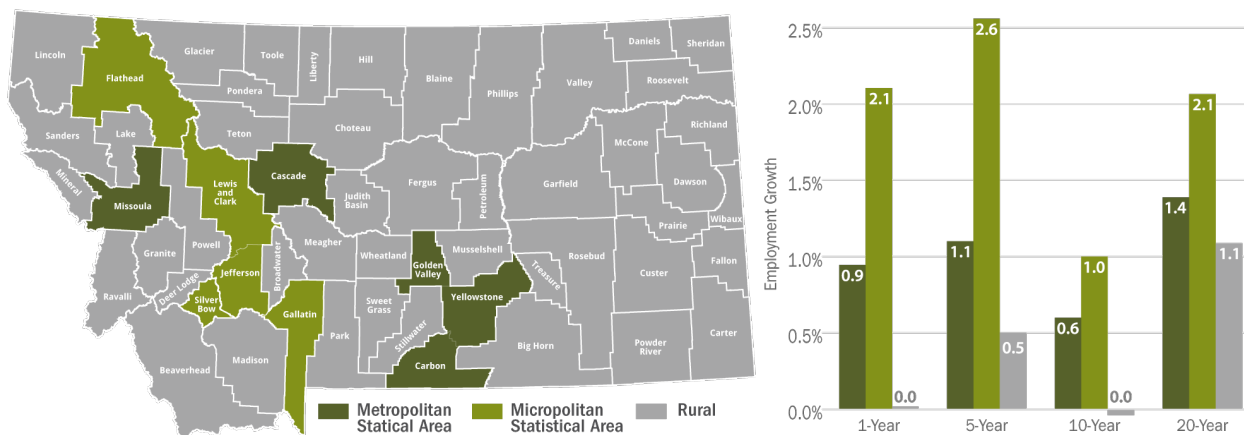 Lincoln
Flathead
Glacier
Toole
Liberty
Hill
Blaine
Phillips
Valley
Daniels
Sheridan
Roosevelt
Pondera
Teton
Choteau
Sanders
Lake
Mineral
Missoula
Lewis
and
Clark
Cascade
Judith
Basin
Fergus
Petroleum
Garfield
McCone
Richland
Dawson
Wibaux
Prairie
Granite
Powell
Deer Lodge
Ravalli
Jefferson
Broadwater
Meagher
Wheatland
Golden
Valley
Musselshell
Treasure
Rosebud
Custer
Fallon
Silver
Bow
Gallatin
Park
Sweet
Grass
Stillwater
Yellowstone
Carbon
Big Horn
Powder
River
Carter
Beaverhead
Madison
Metropolitan
Statical Area
Micropolitan
Statistical Area
Rural
Employment Growth
2.5%
2.0%
1.5%
1.0%
0.5%
0.0%
0.9
2.1
0.0
1.1
2.6
0.5
0.6
1.0
0.0
1.4
2.1
1.1
1-Year
5-Year
10-Year
20-Year